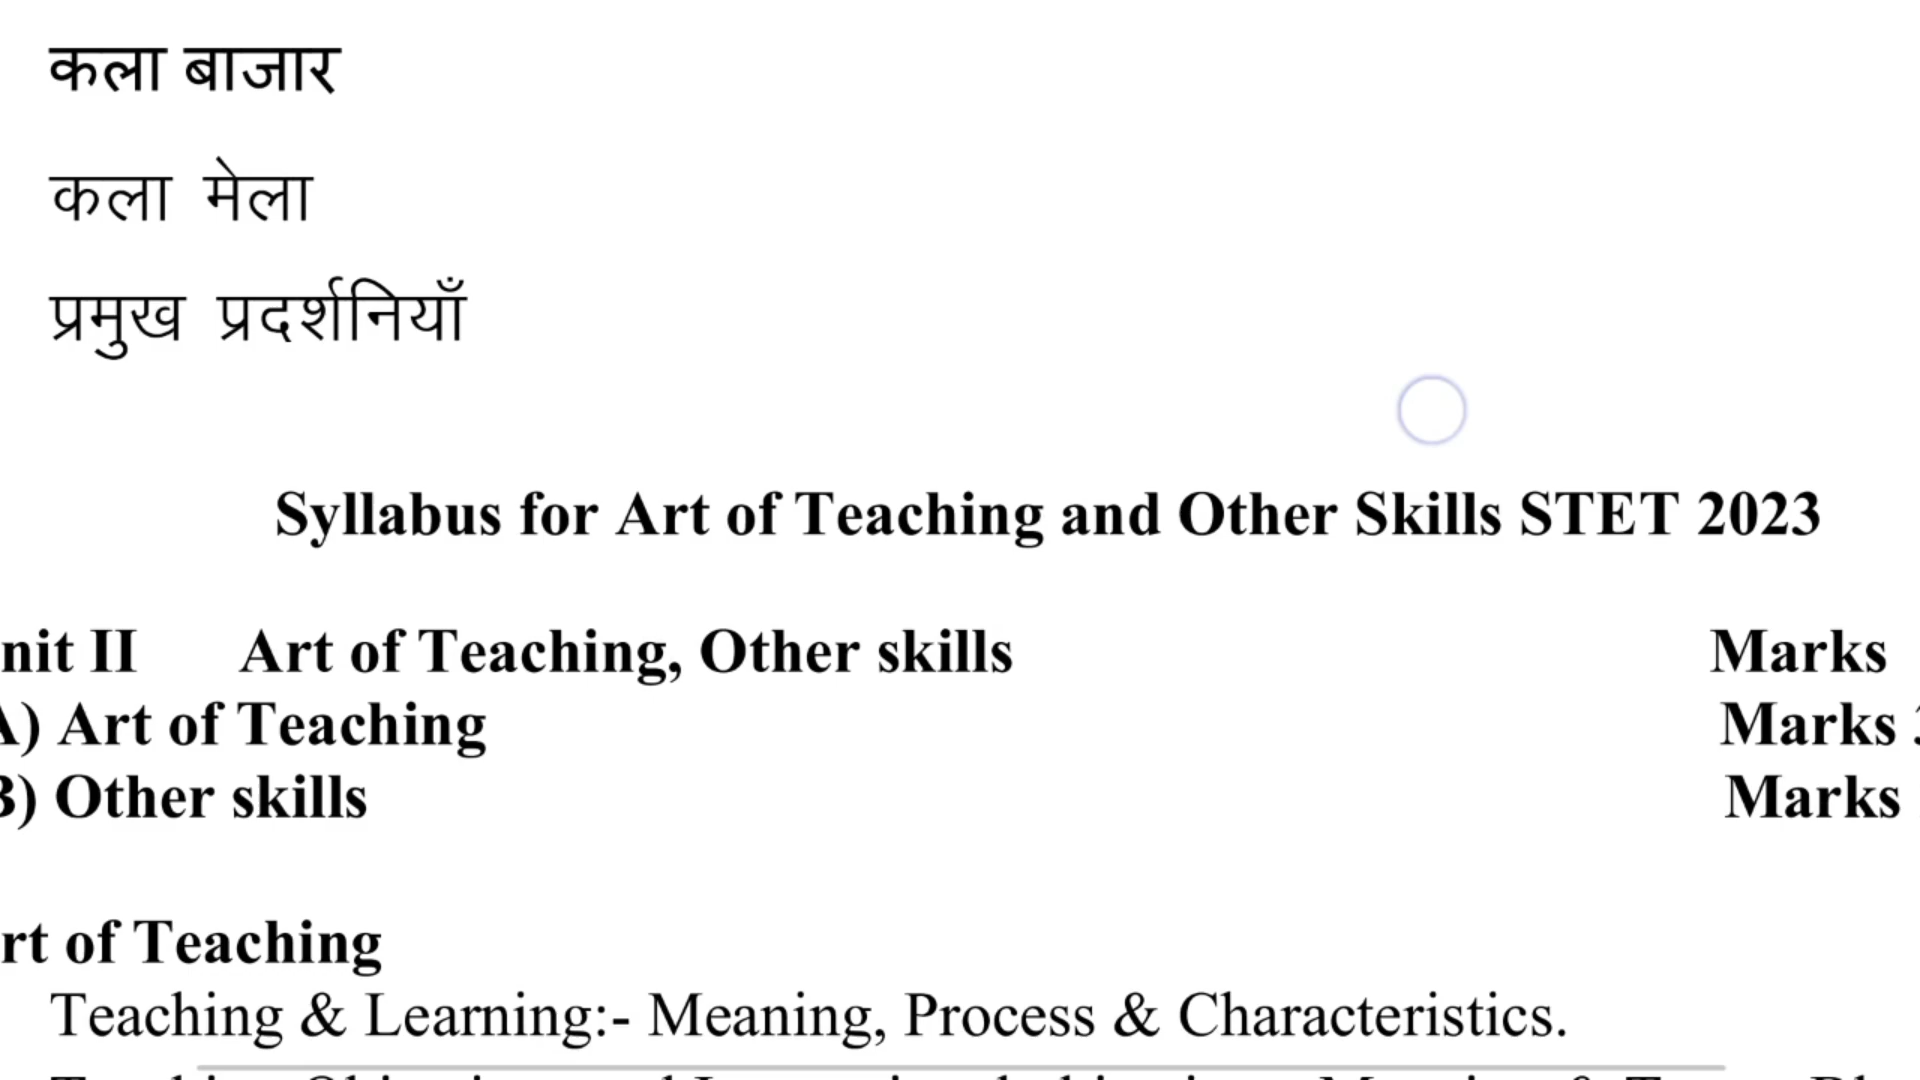 कला बाजार
कला मेला
प्रमुख प्रदर्शनियाँ
Syllabus for Art of Teaching and Other Skills STET 2023
nit II Art of Teaching, Other skills Marks
A) Art of Teaching Marks
B) Other skills Marks
rt of Teaching
Teaching & Learning:- Meaning, Process & Characteristics.